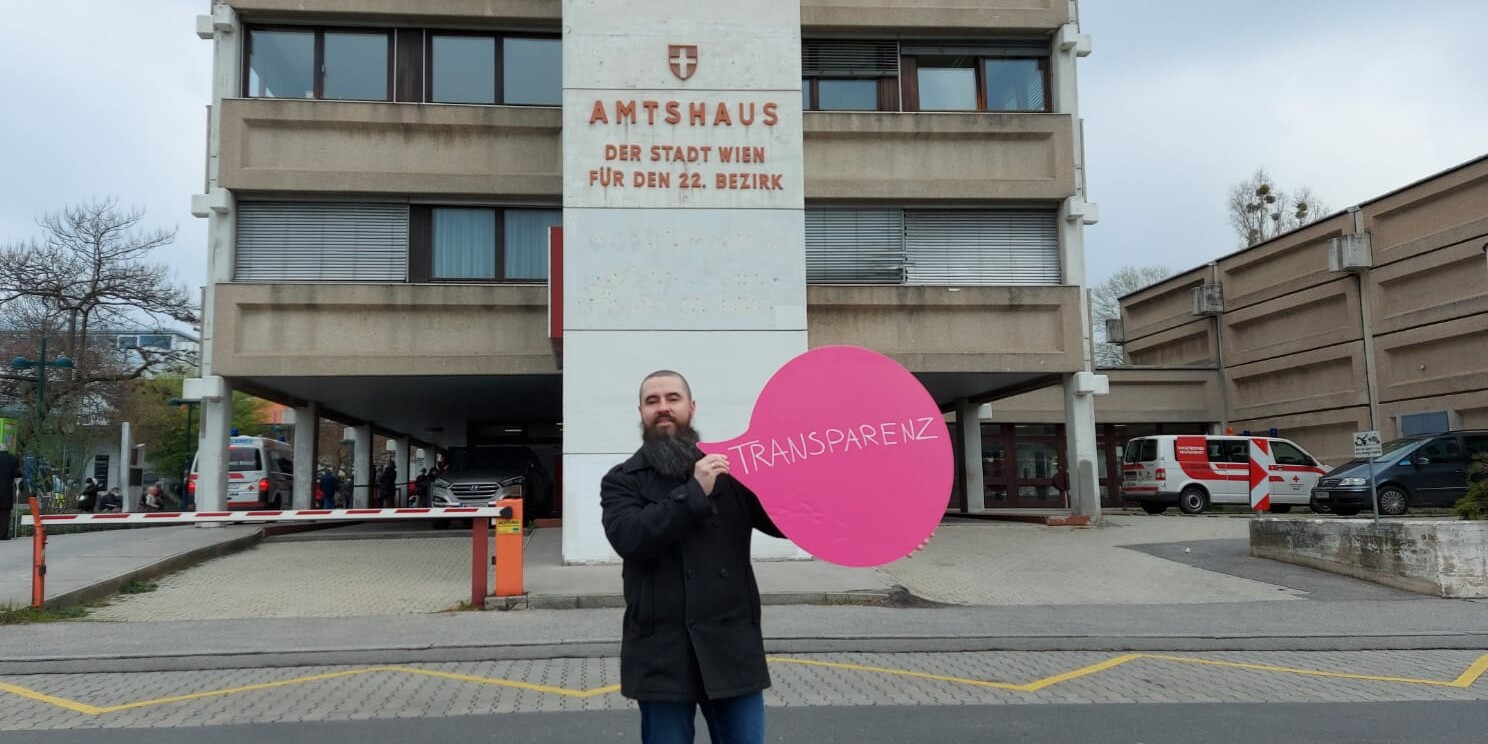 AMTSHAUS
DER STADT WIEN
FÜR DEN 22. BEZIRK
TRANSPARENZ